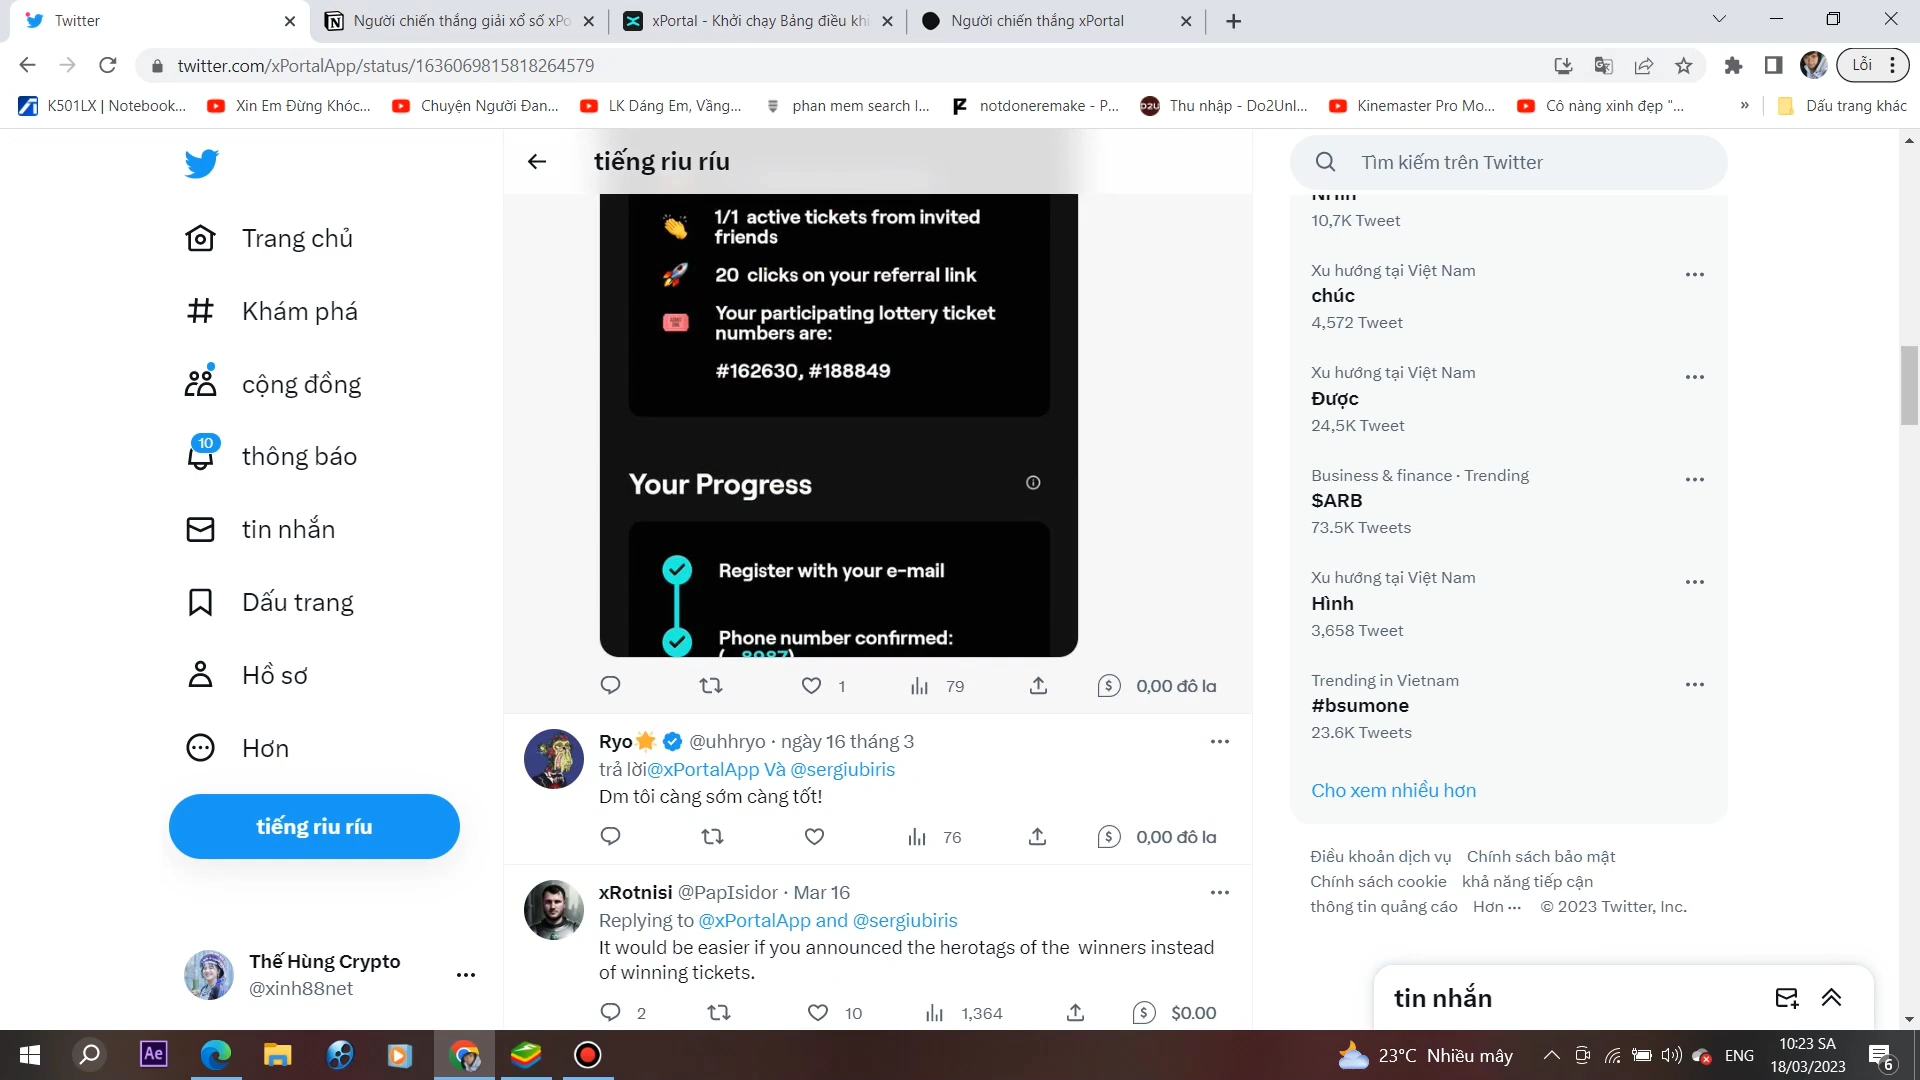 Twitter
Người chiến thắng giải xổ số xPo
xPortal - Khởi chạy Bảng điều khi
Người chiến thắng xPortal
twitter.com/xPortalApp/status/1636069815818264579
Lỗi
K501LX | Notebook...
Xin Em Đừng Khóc...
Chuyện Người Đan...
LK Dáng Em, Vầng...
phan mem search l...
notdoneremake - P...
Thu nhập - Do2Unl...
Kinemaster Pro Mo...
Cô nàng xinh đẹp "...
»
Dấu trang khác
Trang chủ
Khám phá
cộng đồng
10
thông báo
tin nhắn
Dấu trang
Hồ sơ
Hơn
tiếng riu ríu
Thế Hùng Crypto
@xinh88net
tiếng riu ríu
1/1 active tickets from invited
friends
20 clicks on your referral link
Your participating lottery ticket
numbers are:
#162630, #188849
Your Progress
Register with your e-mail
Phone number confirmed:
1
79
0,00 đô la
Ryo @uhhryo · ngày 16 tháng 3
trả lời@xPortalApp Và @sergiubiris
Dm tôi càng sớm càng tốt!
76
0,00 đô la
xRotnisi @PapIsidor · Mar 16
Replying to @xPortalApp and @sergiubiris
It would be easier if you announced the herotags of the winners instead
of winning tickets.
2
10
1,364
$0.00
Tìm kiếm trên Twitter
10,7K Tweet
Xu hướng tại Việt Nam
chúc
4,572 Tweet
Xu hướng tại Việt Nam
Được
24,5K Tweet
Business & finance · Trending
$ARB
73.5K Tweets
Xu hướng tại Việt Nam
Hình
3,658 Tweet
Trending in Vietnam
#bsumone
23.6K Tweets
Cho xem nhiều hơn
Điều khoản dịch vụ Chính sách bảo mật
Chính sách cookie khả năng tiếp cận
thông tin quảng cáo Hơn ··· © 2023 Twitter, Inc.
tin nhắn
Ae
23°C Nhiều mây
ENG
10:23 SA
18/03/2023
6